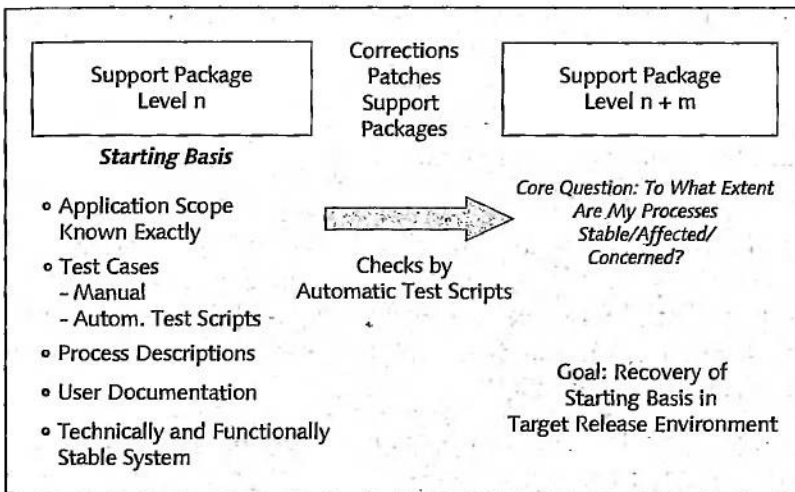 Support Package
Level n
Corrections
Patches
Support
Packages
Support Package
Level n + m
Starting Basis
Application Scope
Known Exactly
Test Cases
- Manual
- Autom. Test Scripts
Process Descriptions
User Documentation
Technically and Functionally
Stable System
Checks by
Automatic Test Scripts
Core Question: To What Extent
Are My Processes
Stable/Affected/
Concerned?
Goal: Recovery of
Starting Basis in
Target Release Environment